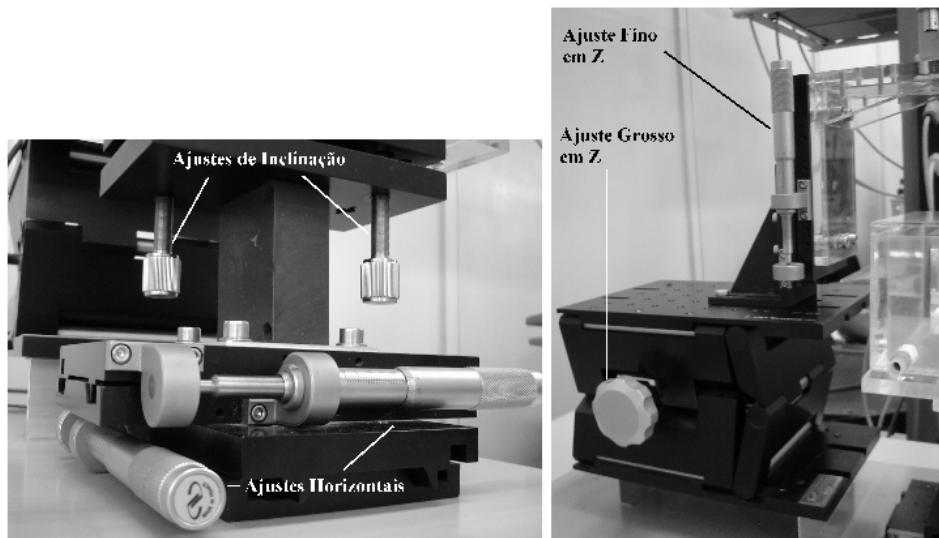 Ajustes de Inclinação
Ajustes Horizontais
Ajuste Fino
em Z
Ajuste Grosso
em Z